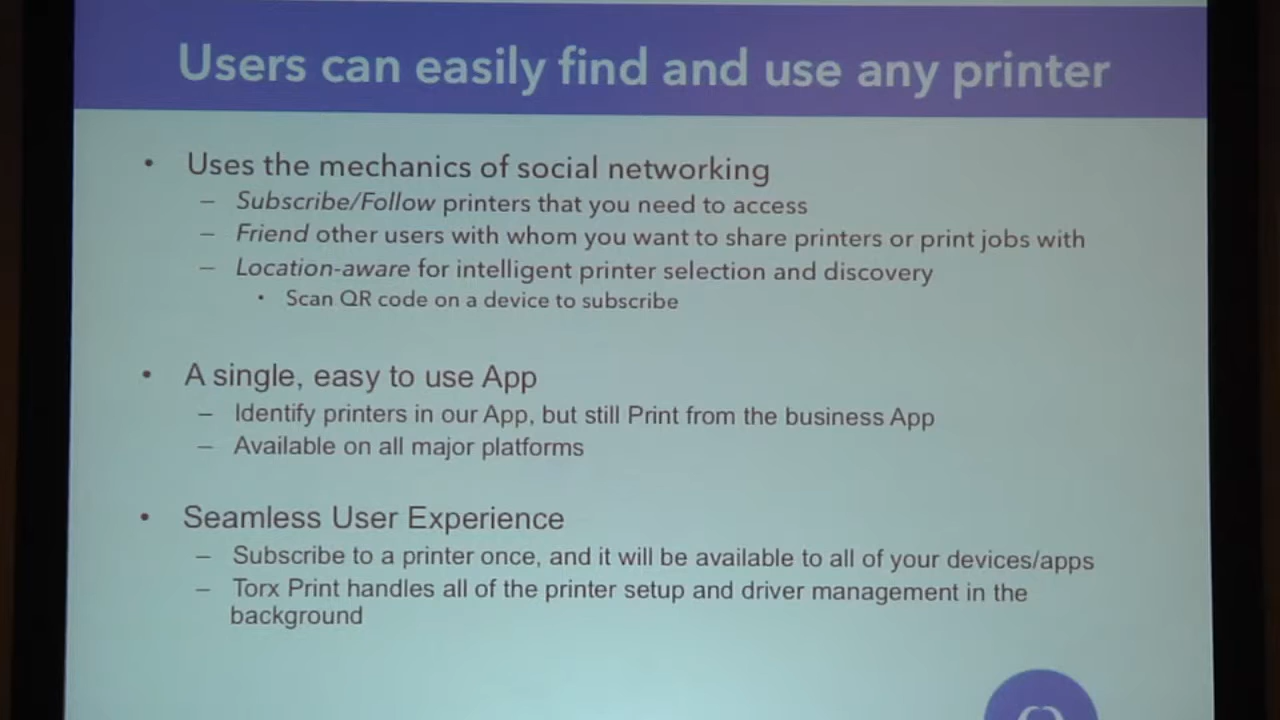 Users can easily find and use any printer
• Uses the mechanics of social networking
– Subscribe/Follow printers that you need to access
– Friend other users with whom you want to share printers or print jobs with
– Location-aware for intelligent printer selection and discovery
• Scan QR code on a device to subscribe
• A single, easy to use App
– Identify printers in our App, but still Print from the business App
– Available on all major platforms
• Seamless User Experience
– Subscribe to a printer once, and it will be available to all of your devices/apps
– Torx Print handles all of the printer setup and driver management in the
background